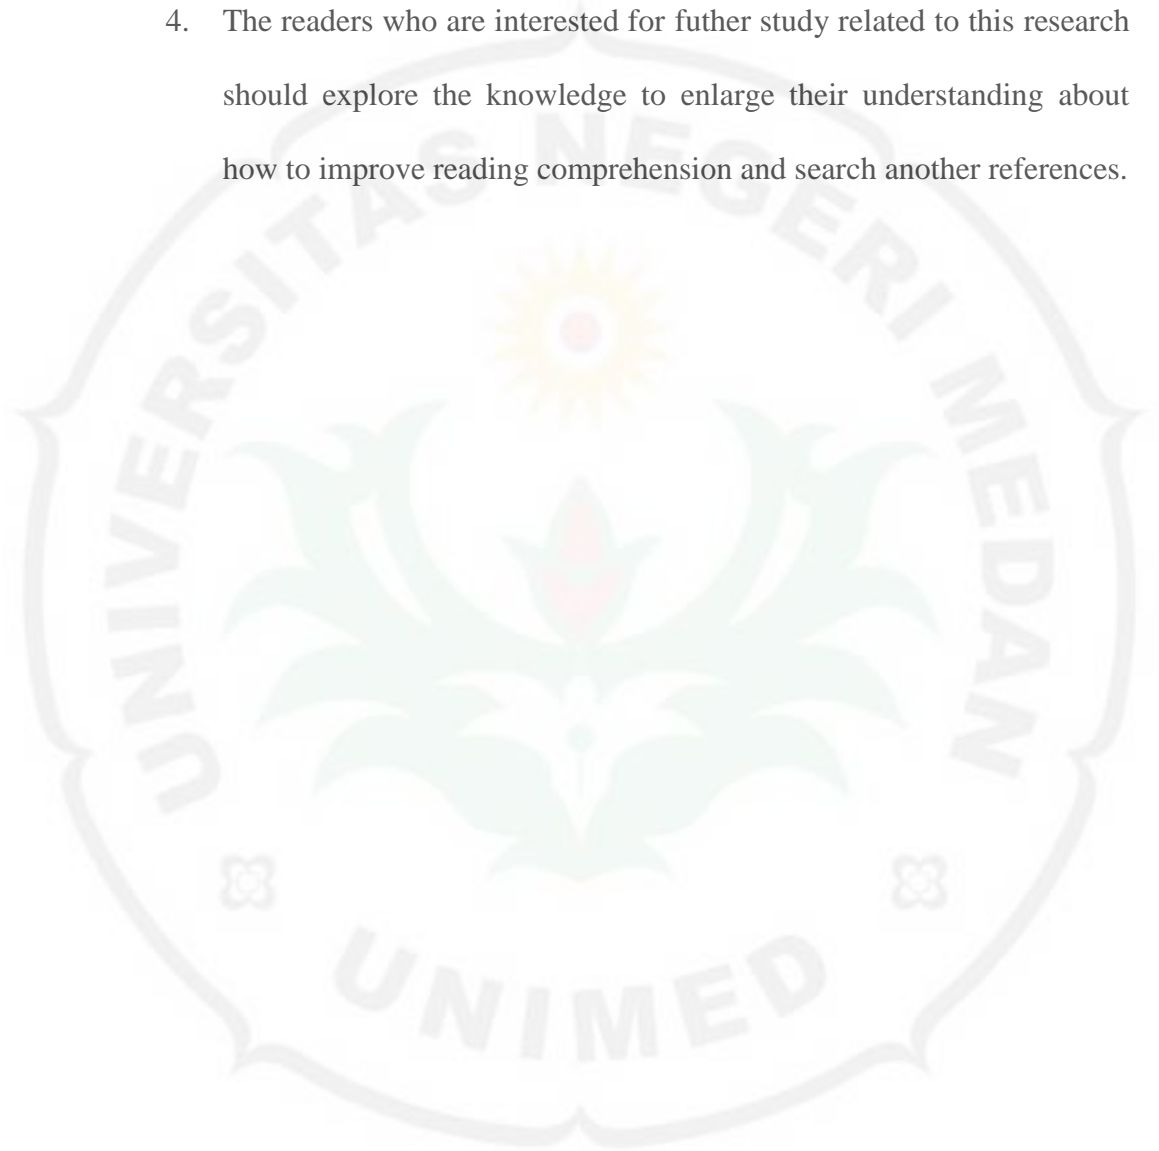 4. The readers who are interested for futher study related to this research
should explore the knowledge to enlarge their understanding about
how to improve reading comprehension and search another references.
UNIVERSITAS NEGERI MEDAN
UNIMED